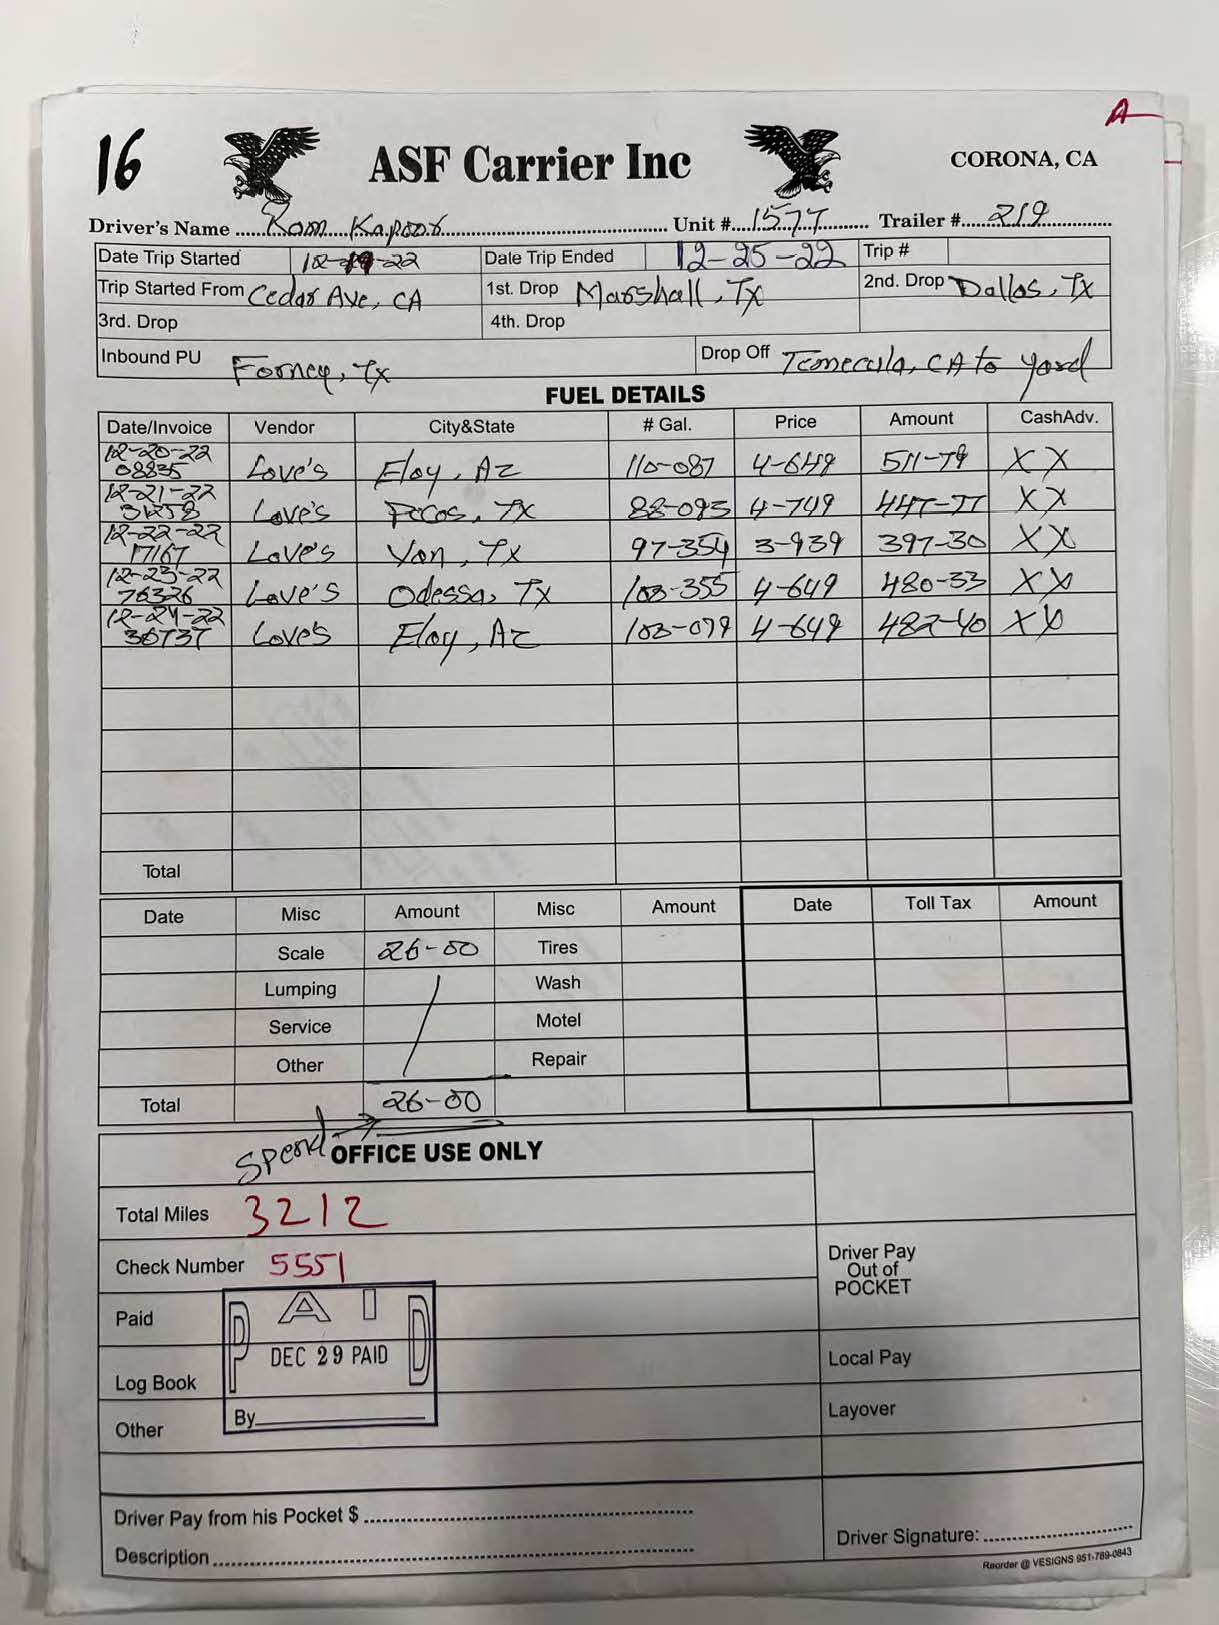 A
16
ASF Carrier Inc
CORONA, CA
Driver's Name Ram Kapoor Unit # 1577 Trailer # 219
Date Trip Started 12-19-22 Date Trip Ended 12-25-22 Trip #
Trip Started From Cedar Ave, CA 1st. Drop Marshall, TX 2nd. Drop Dallas, Tx
3rd. Drop 4th. Drop
Inbound PU Forney, Tx Drop Off Temecula, CA to yard
FUEL DETAILS
Date/Invoice Vendor City&State # Gal. Price Amount CashAdv.
12-20-22
08835 Love's Eloy, Az 110-087 4-649 511-79 XX
12-21-22
Love's Pecos, Tx 88-093 4-749 447-77 XX
12-22-22
17167 Love's Van, Tx 97-354 3-939 397-30 XX
12-23-22
76326 Love's Odessa, Tx 103-355 4-649 480-33 XX
12-24-22
36737 Love's Eloy, Az 103-079 4-649 482-40 XX
Total
Date Misc Amount Misc Amount Date Toll Tax Amount
Scale 26-00 Tires
Lumping Wash
Service Motel
Other Repair
Total 26-00
Spend
OFFICE USE ONLY
Total Miles 3212
Check Number 5551
Driver Pay
Out of
POCKET
Paid
PAID
DEC 29 PAID
By
Log Book
Local Pay
Other
Layover
Driver Pay from his Pocket $
Description
Driver Signature:
Reorder @ VESIGNS 951-789-0843